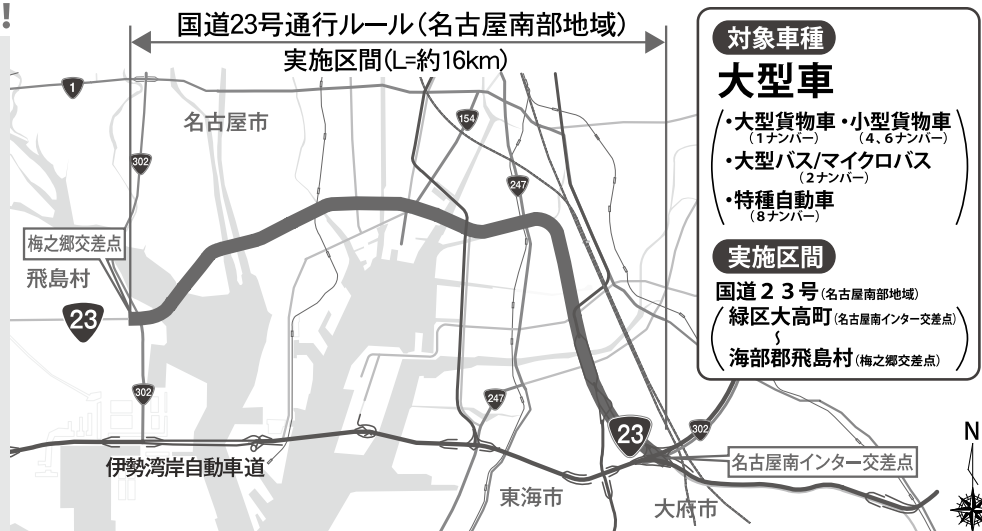 !
国道23号通行ルール(名古屋南部地域)
実施区間(L=約16km)
1
名古屋市
154
302
247
梅之郷交差点
飛島村
23
302
247
23
302
伊勢湾岸自動車道
名古屋南インター交差点
東海市
大府市
N
対象車種
大型車
・大型貨物車 ・小型貨物車
(1ナンバー) (4、6ナンバー)
・大型バス/マイクロバス
(2ナンバー)
・特種自動車
(8ナンバー)
実施区間
国道23号(名古屋南部地域)
緑区大高町(名古屋南インター交差点)
~
海部郡飛島村(梅之郷交差点)